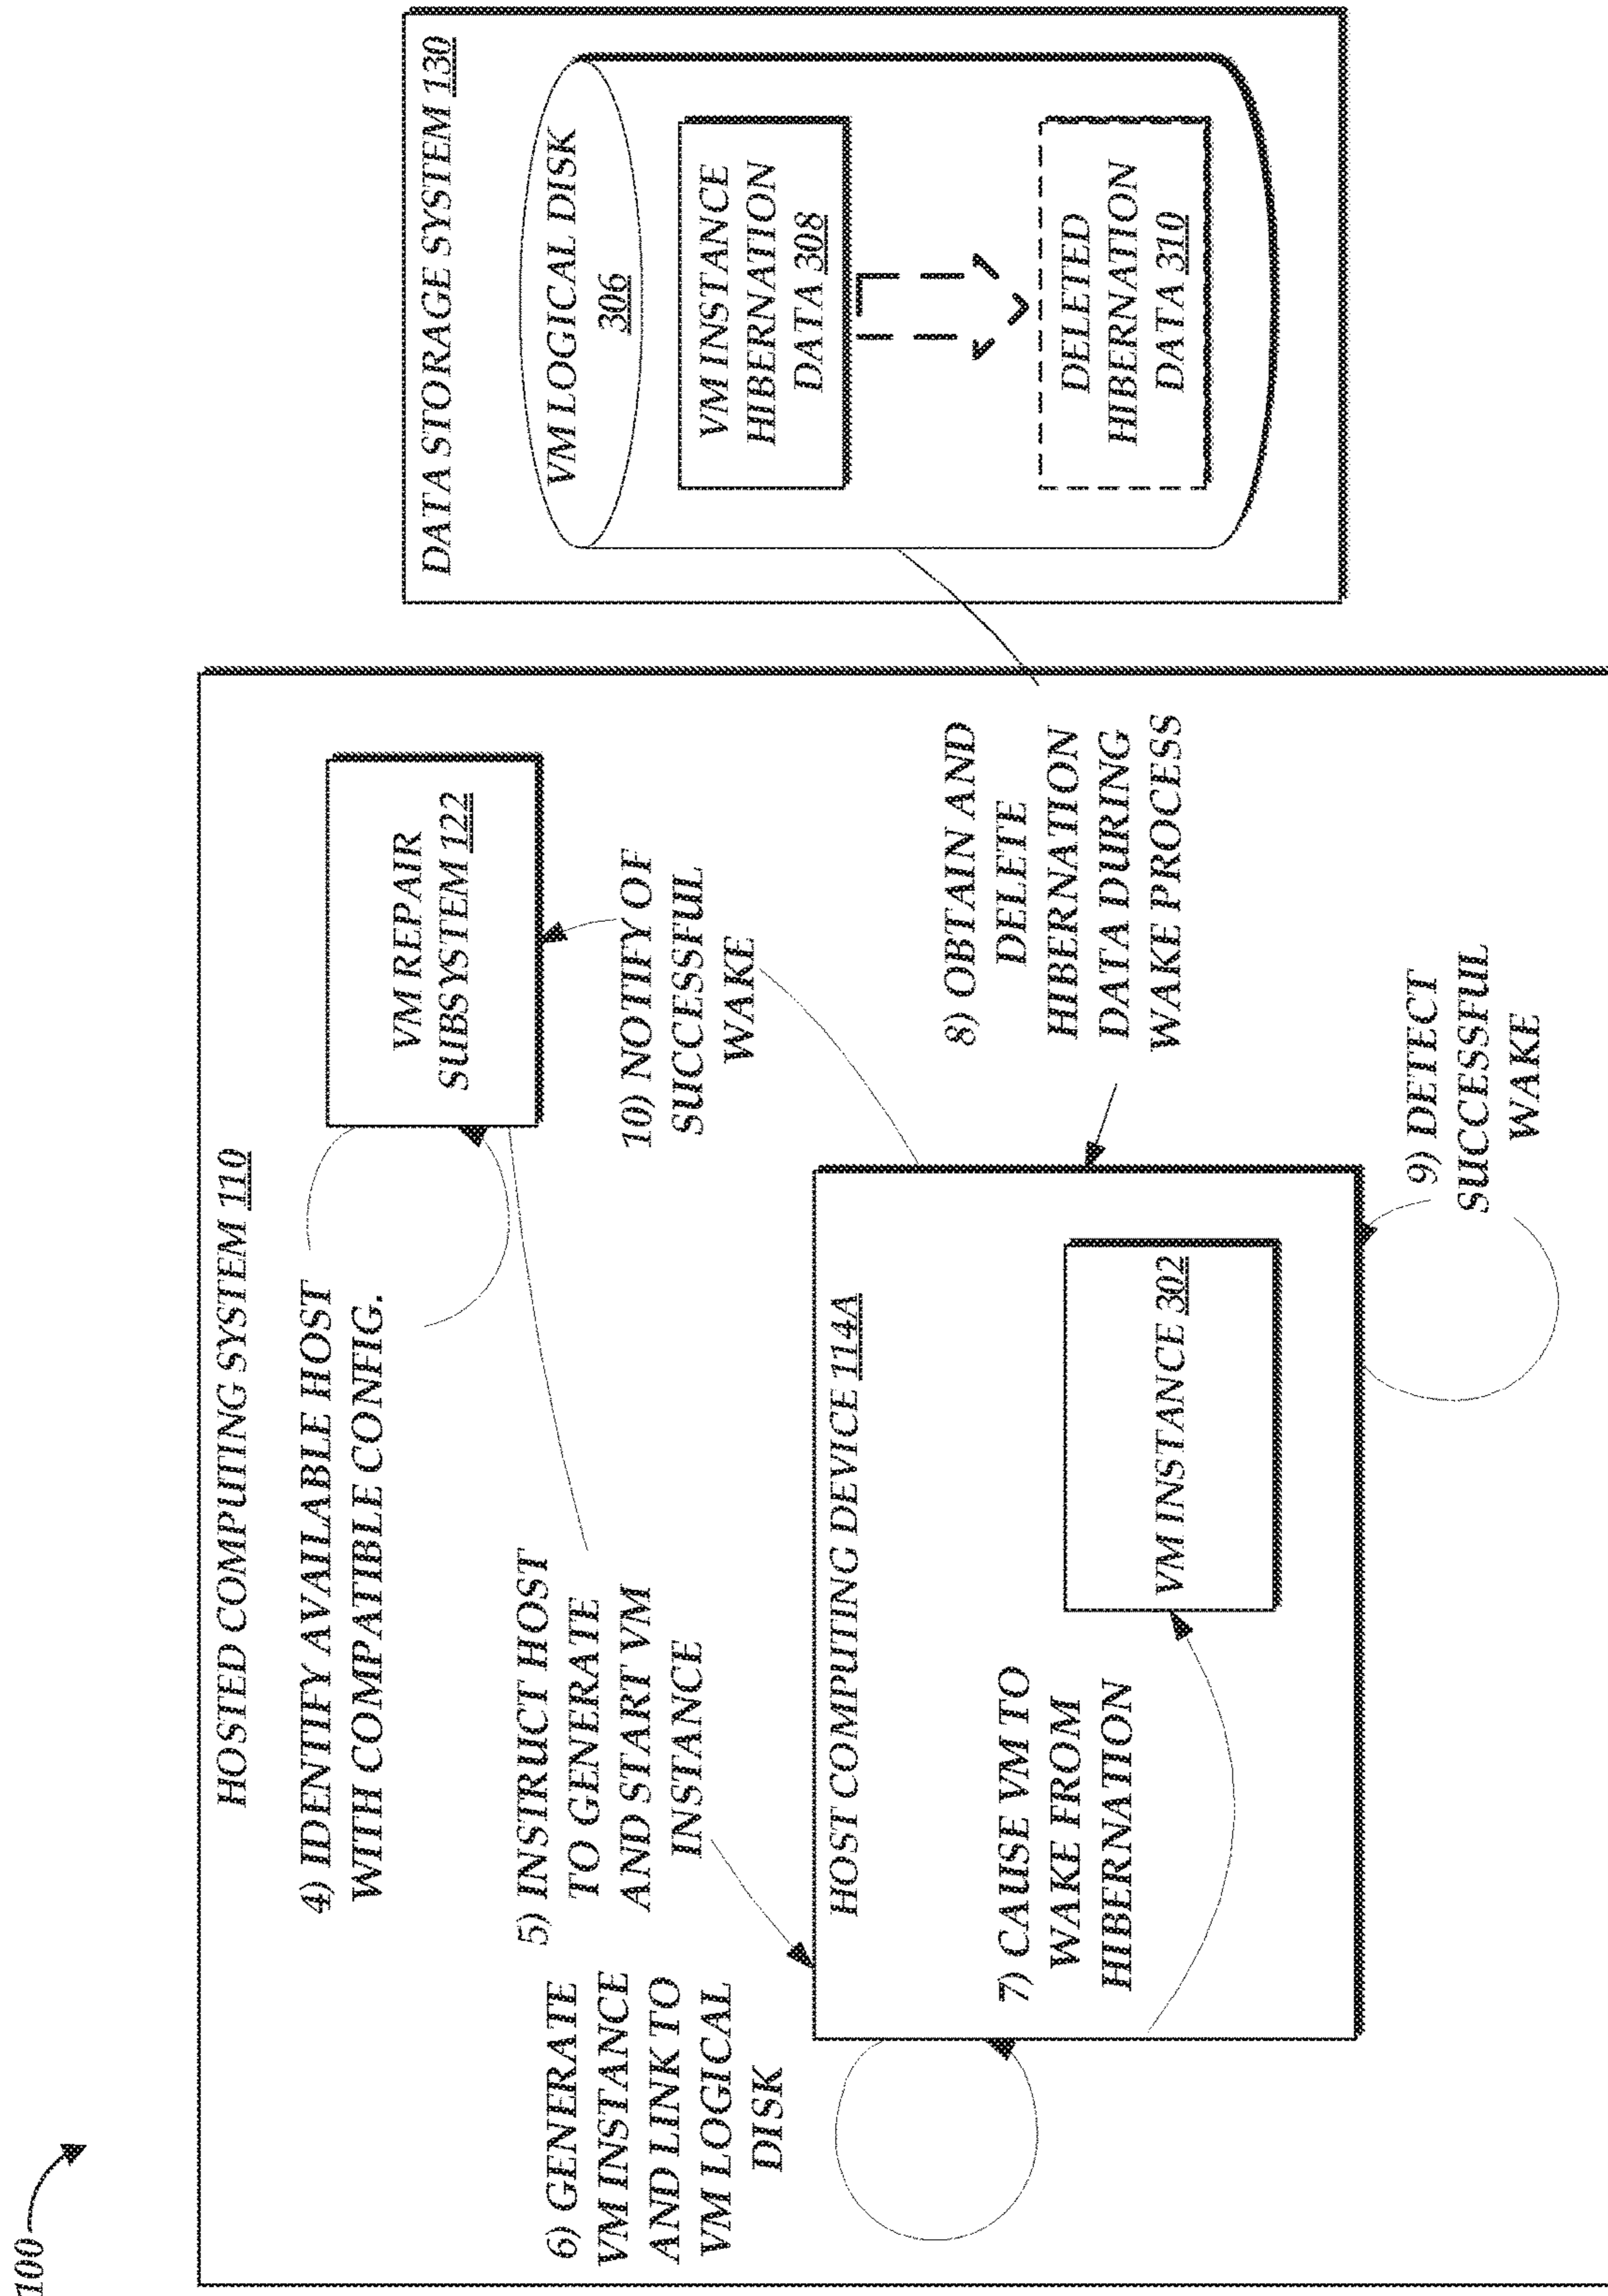 100
HOSTED COMPUTING SYSTEM 110
4) IDENTIFY AVAILABLE HOST
WITH COMPATIBLE CONFIG.
VM REPAIR
SUBSYSTEM 122
5) INSTRUCT HOST
TO GENERATE
AND START VM
INSTANCE
6) GENERATE
VM INSTANCE
AND LINK TO
VM LOGICAL
DISK
10) NOTIFY OF
SUCCESSFUL
WAKE
HOST COMPUTING DEVICE 114A
7) CAUSE VM TO
WAKE FROM
HIBERNATION
VM INSTANCE 302
8) OBTAIN AND
DELETE
HIBERNATION
DATA DURING
WAKE PROCESS
9) DETECT
SUCCESSFUL
WAKE
DATA STORAGE SYSTEM 130
VM LOGICAL DISK
306
VM INSTANCE
HIBERNATION
DATA 308
DELETED
HIBERNATION
DATA 310